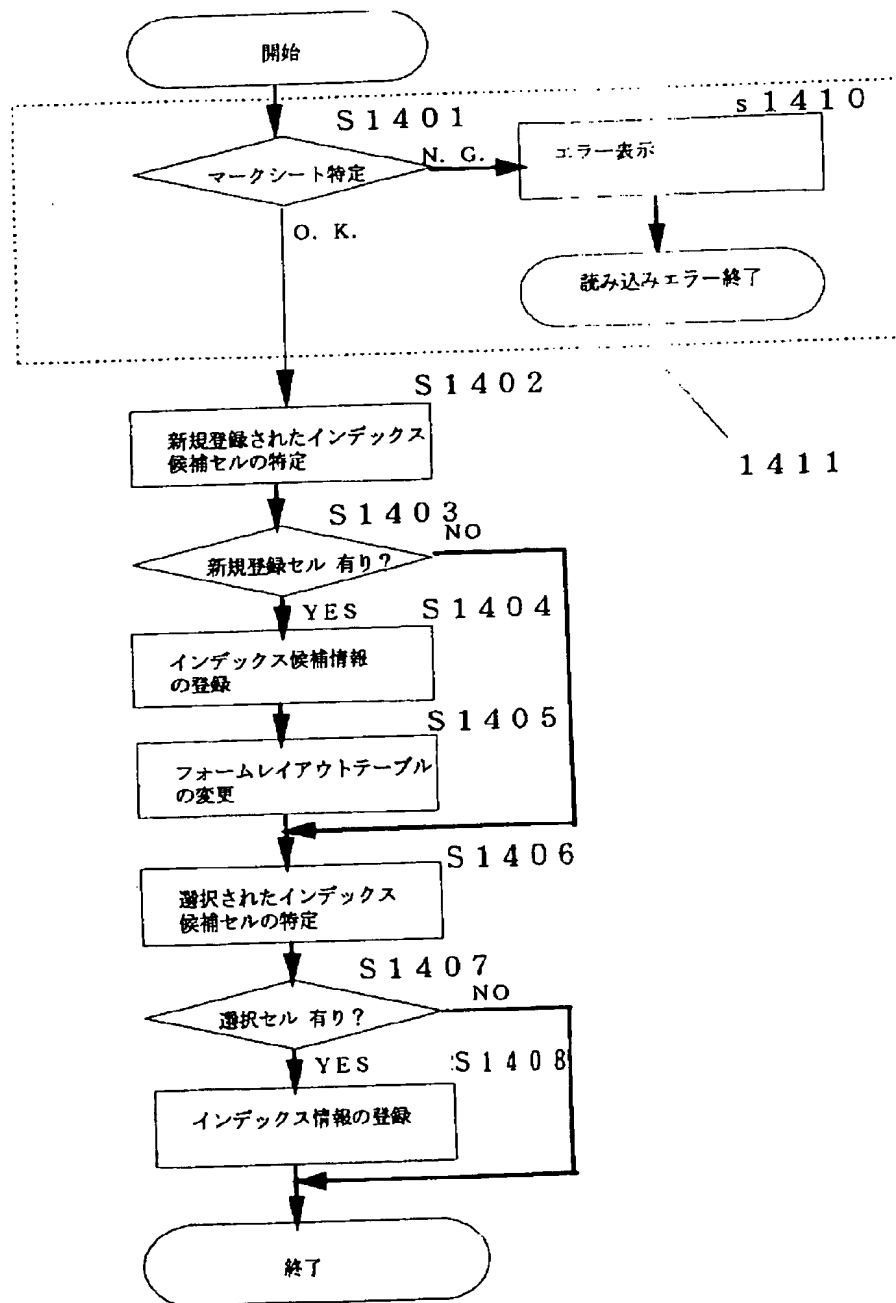 開始
S1401
s1410
マークシート特定
N. G.
エラー表示
O. K.
読み込みエラー終了
S1402
新規登録されたインデックス
候補セルの特定
1411
S1403
新規登録セル 有り?
NO
YES
S1404
インデックス候補情報
の登録
S1405
フォームレイアウトテーブル
の変更
S1406
選択されたインデックス
候補セルの特定
S1407
選択セル 有り?
NO
YES
S1408
インデックス情報の登録
終了